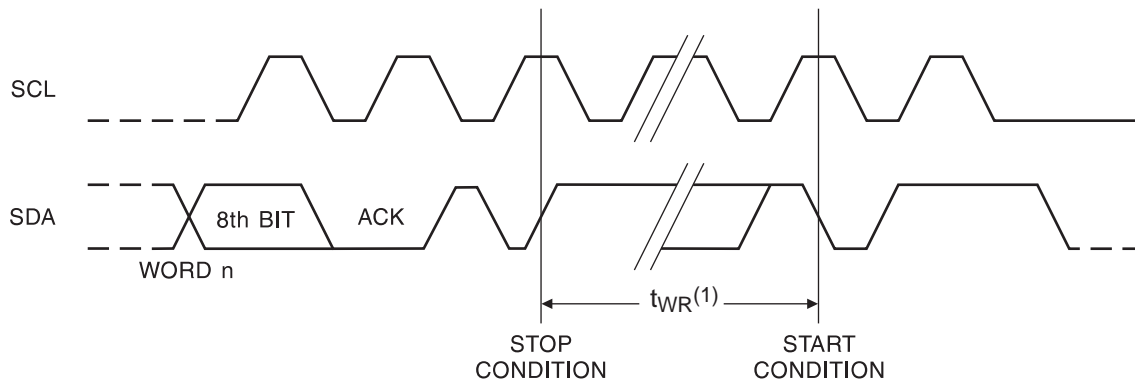 SCL
SDA
8th BIT
ACK
WORD n
tWR(1)
STOP
CONDITION
START
CONDITION